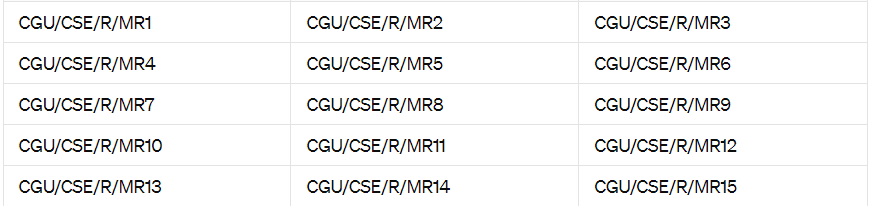 CGU/CSE/R/MR1 CGU/CSE/R/MR2 CGU/CSE/R/MR3
CGU/CSE/R/MR4 CGU/CSE/R/MR5 CGU/CSE/R/MR6
CGU/CSE/R/MR7 CGU/CSE/R/MR8 CGU/CSE/R/MR9
CGU/CSE/R/MR10 CGU/CSE/R/MR11 CGU/CSE/R/MR12
CGU/CSE/R/MR13 CGU/CSE/R/MR14 CGU/CSE/R/MR15